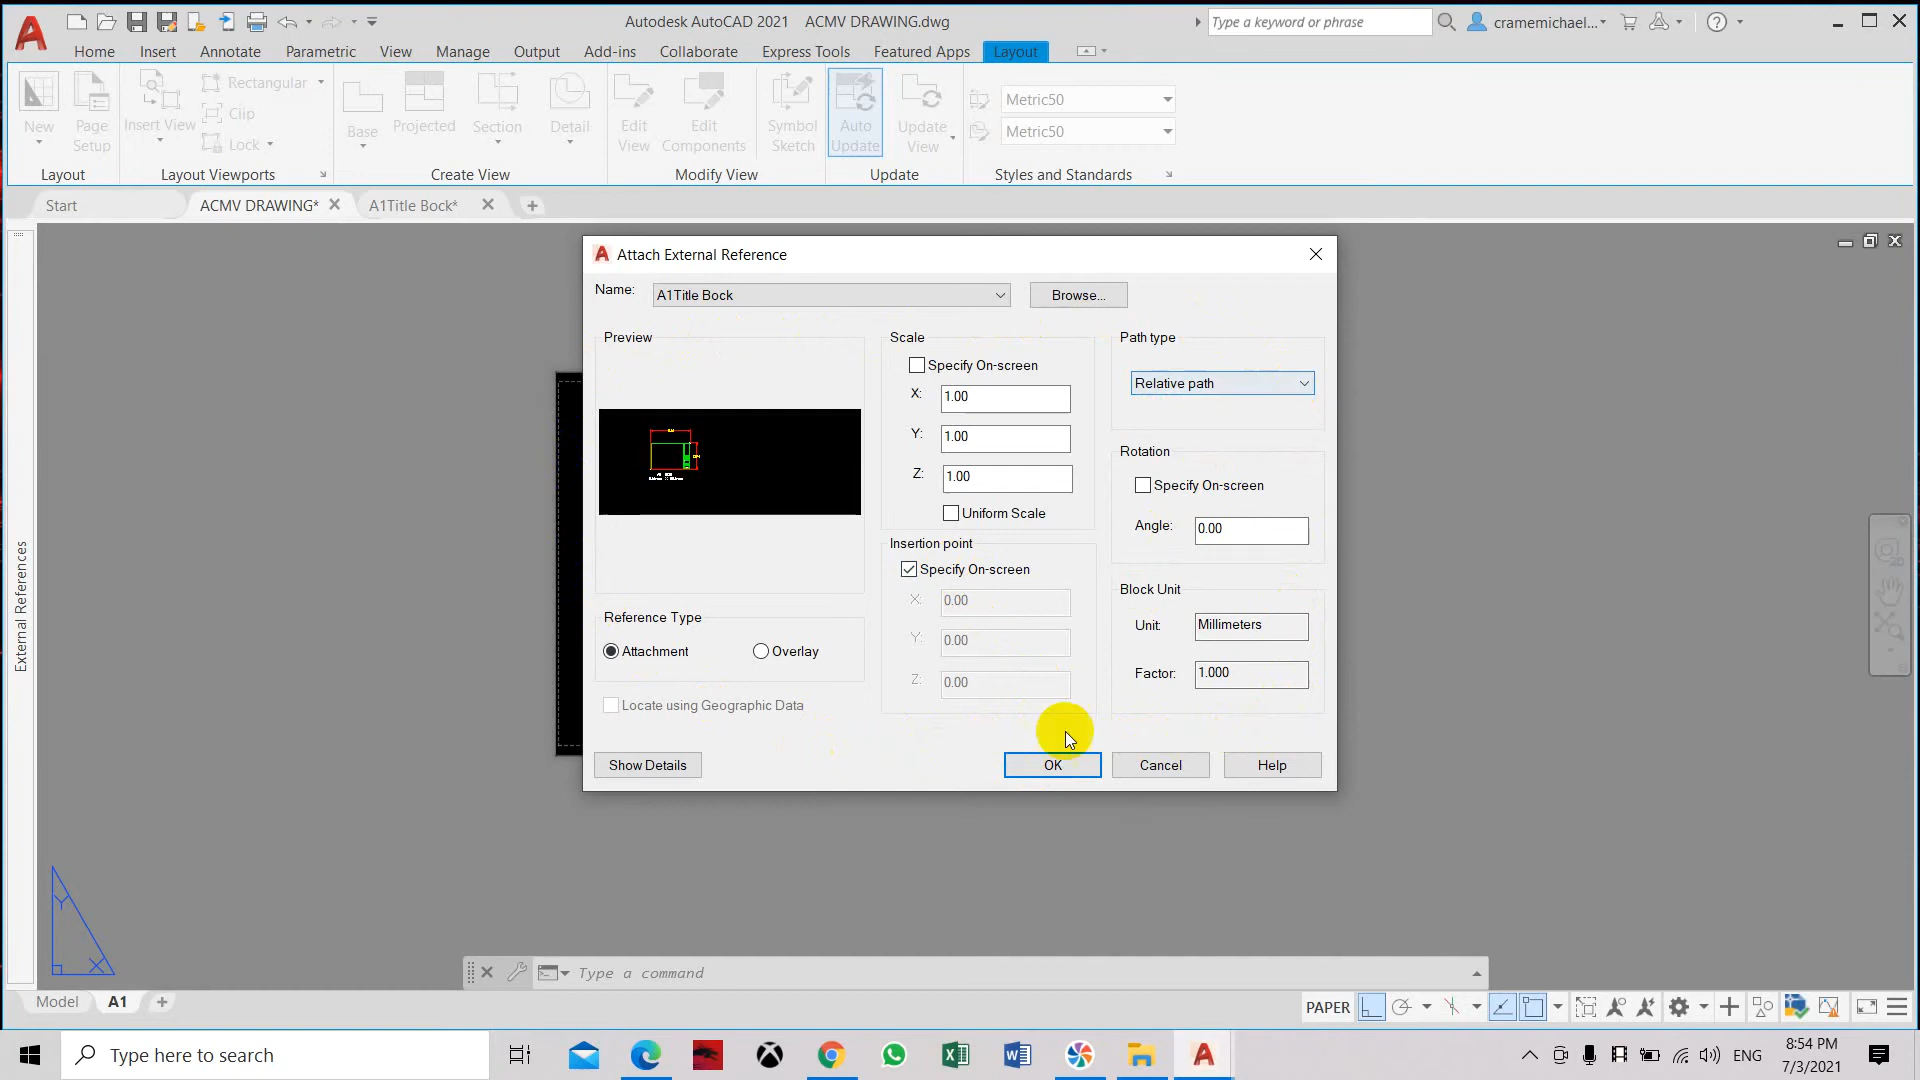 Autodesk AutoCAD 2021 ACMV DRAWING.dwg
Type a keyword or phrase
cramemichael...
Home Insert Annotate Parametric View Manage Output Add-ins Collaborate Express Tools Featured Apps Layout
New
Page Setup
Insert View
Rectangular
Clip
Lock
Base
Projected
Section
Detail
Edit View
Edit Components
Symbol Sketch
Auto Update
Update View
Metric50
Metric50
Layout Layout Viewports Create View Modify View Update Styles and Standards
Start ACMV DRAWING* A1Title Bock*
External References
Attach External Reference
Name: A1Title Bock Browse...
Preview
Scale
Specify On-screen
X: 1.00
Y: 1.00
Z: 1.00
Uniform Scale
Path type
Relative path
Rotation
Specify On-screen
Angle: 0.00
Insertion point
Specify On-screen
X: 0.00
Y: 0.00
Z: 0.00
Block Unit
Unit: Millimeters
Factor: 1.000
Reference Type
Attachment Overlay
Locate using Geographic Data
Show Details OK Cancel Help
Y
X
Type a command
Model A1
PAPER
Type here to search
ENG
8:54 PM
7/3/2021